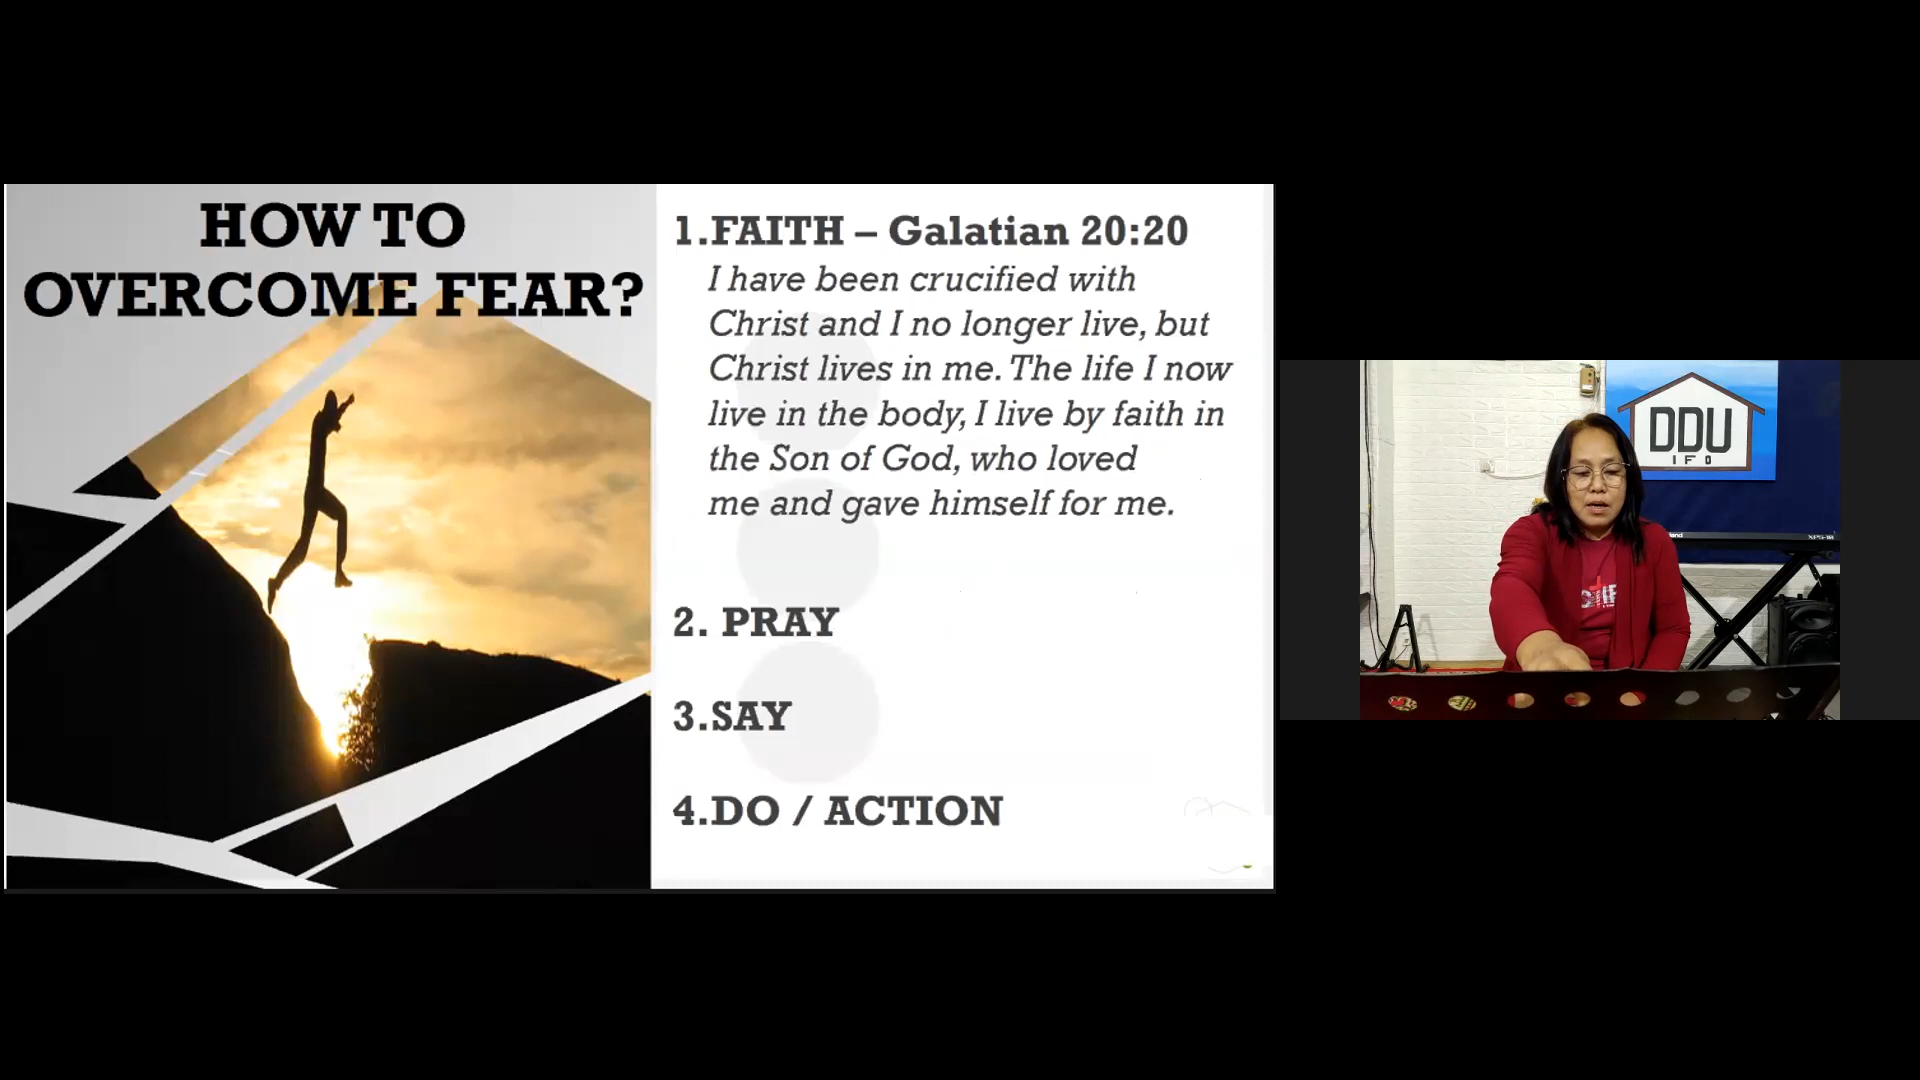 HOW TO
OVERCOME FEAR?
1.FAITH – Galatian 20:20
I have been crucified with
Christ and I no longer live, but
Christ lives in me. The life I now
live in the body, I live by faith in
the Son of God, who loved
me and gave himself for me.
2. PRAY
3.SAY
4.DO / ACTION
DDU
IFO
XPS-10